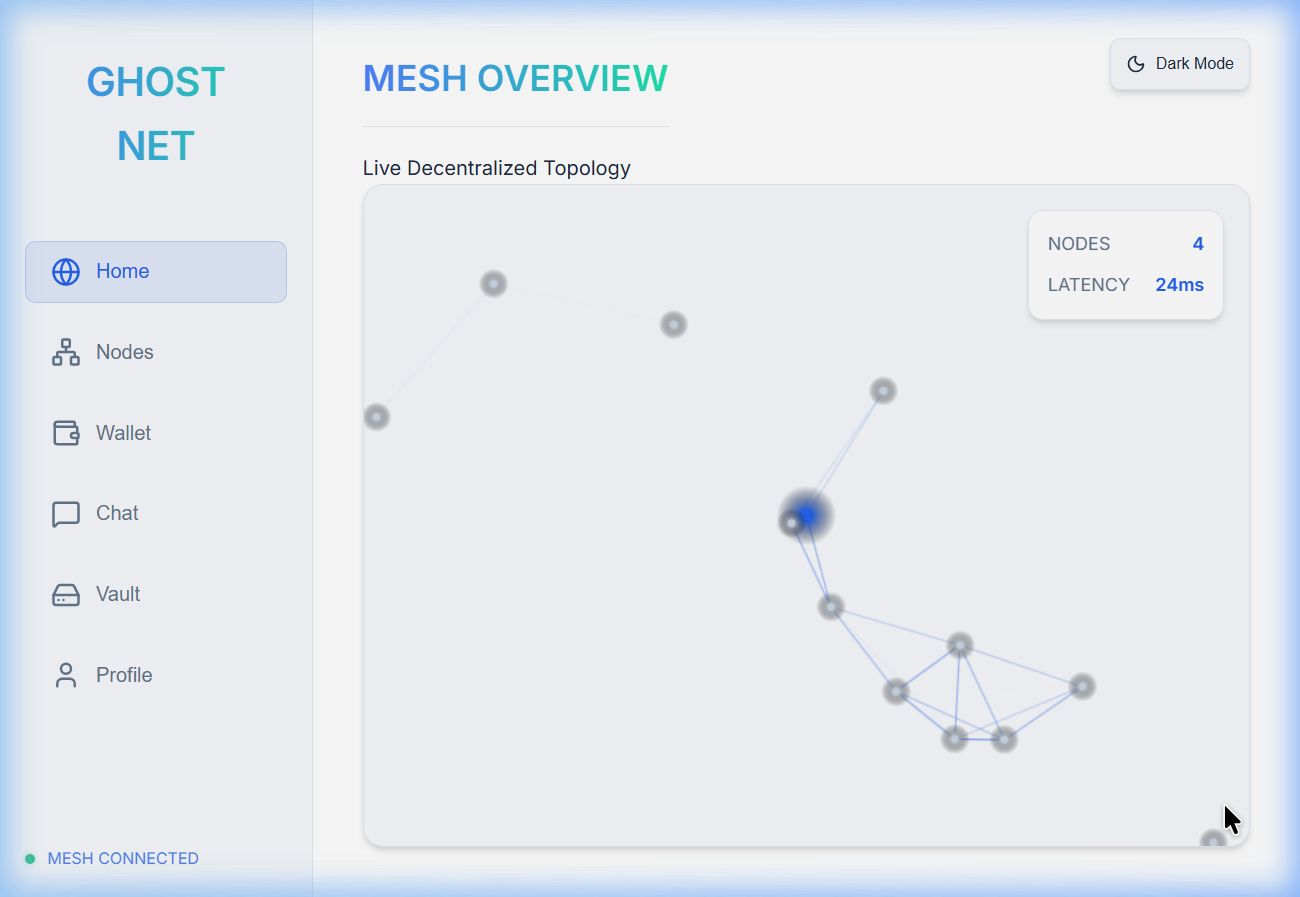 GHOST
NET
Home
Nodes
Wallet
Chat
Vault
Profile
MESH CONNECTED
MESH OVERVIEW
Dark Mode
Live Decentralized Topology
NODES 4
LATENCY 24ms